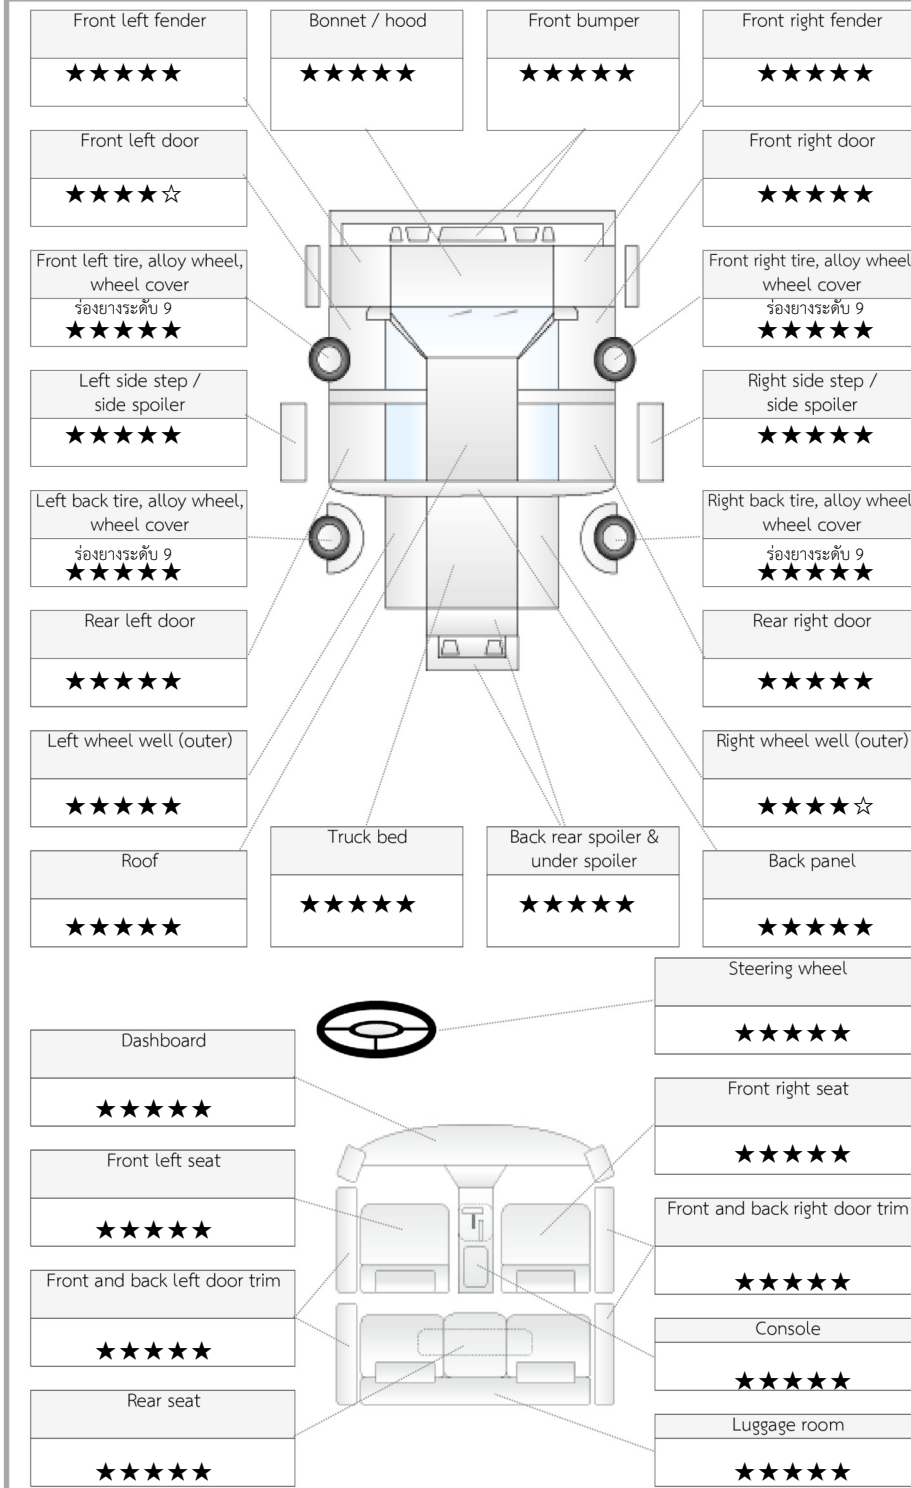 Front left fender
★★★★★
Bonnet / hood
★★★★★
Front bumper
★★★★★
Front right fender
★★★★★
Front left door
★★★★☆
Front right door
★★★★★
Front left tire, alloy wheel,
wheel cover
ร่องยางระดับ 9
★★★★★
Front right tire, alloy wheel
wheel cover
ร่องยางระดับ 9
★★★★★
Left side step /
side spoiler
★★★★★
Right side step /
side spoiler
★★★★★
Left back tire, alloy wheel,
wheel cover
ร่องยางระดับ 9
★★★★★
Right back tire, alloy wheel
wheel cover
ร่องยางระดับ 9
★★★★★
Rear left door
★★★★★
Rear right door
★★★★★
Left wheel well (outer)
★★★★★
Right wheel well (outer)
★★★★☆
Roof
★★★★★
Truck bed
★★★★★
Back rear spoiler &
under spoiler
★★★★★
Back panel
★★★★★
Steering wheel
★★★★★
Dashboard
★★★★★
Front right seat
★★★★★
Front left seat
★★★★★
Front and back right door trim
★★★★★
Front and back left door trim
★★★★★
Console
★★★★★
Rear seat
★★★★★
Luggage room
★★★★★